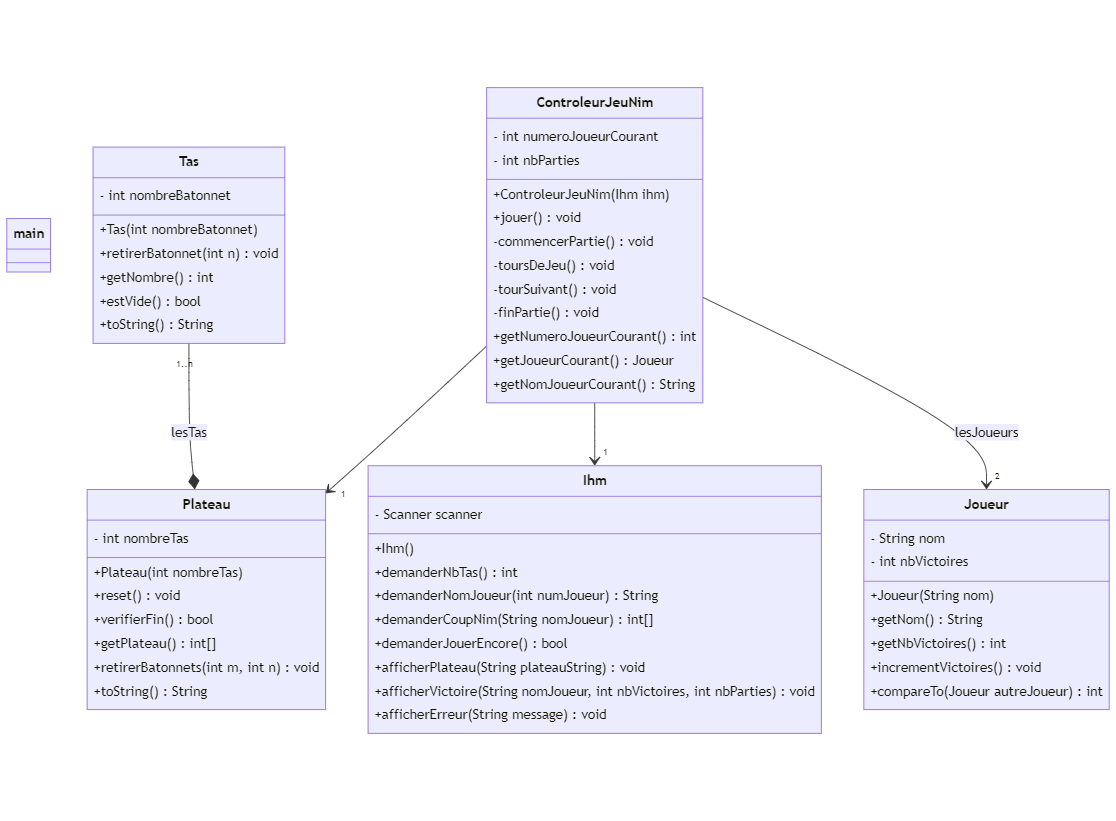 main
Tas
- int nombreBatonnet
+Tas(int nombreBatonnet)
+retirerBatonnet(int n) : void
+getNombre() : int
+estVide() : bool
+toString() : String
1..n
lesTas
ControleurJeuNim
- int numeroJoueurCourant
- int nbParties
+ControleurJeuNim(Ihm ihm)
+jouer() : void
-commencerPartie() : void
-toursDeJeu() : void
-tourSuivant() : void
-finPartie() : void
+getNumeroJoueurCourant() : int
+getJoueurCourant() : Joueur
+getNomJoueurCourant() : String
1
1
lesJoueurs
2
Plateau
- int nombreTas
+Plateau(int nombreTas)
+reset() : void
+verifierFin() : bool
+getPlateau() : int[]
+retirerBatonnets(int m, int n) : void
+toString() : String
Ihm
- Scanner scanner
+Ihm()
+demanderNbTas() : int
+demanderNomJoueur(int numJoueur) : String
+demanderCoupNim(String nomJoueur) : int[]
+demanderJouerEncore() : bool
+afficherPlateau(String plateauString) : void
+afficherVictoire(String nomJoueur, int nbVictoires, int nbParties) : void
+afficherErreur(String message) : void
Joueur
- String nom
- int nbVictoires
+Joueur(String nom)
+getNom() : String
+getNbVictoires() : int
+incrementVictoires() : void
+compareTo(Joueur autreJoueur) : int